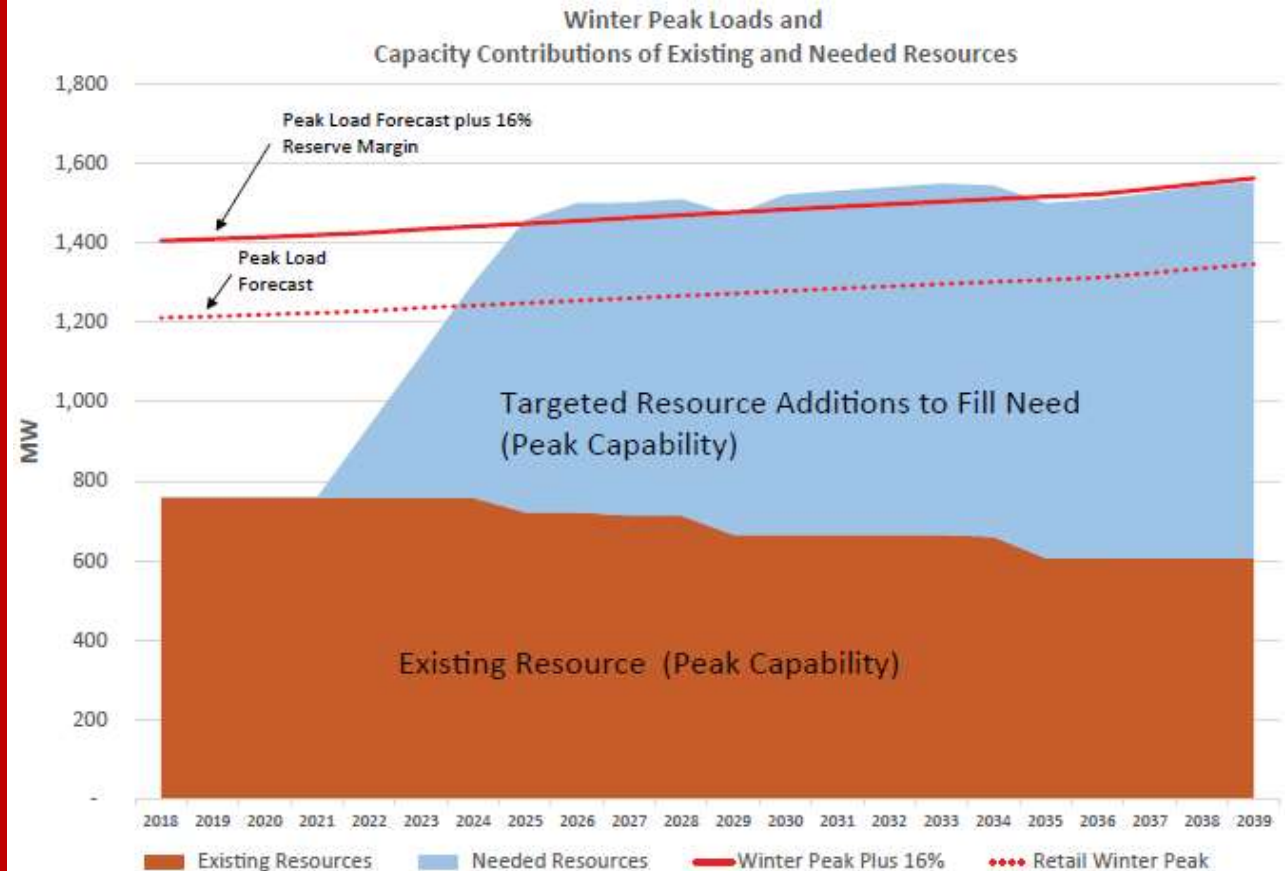 Winter Peak Loads and
Capacity Contributions of Existing and Needed Resources
1,800
1,600
1,400
1,200
1,000
800
600
400
200
-
MW
Peak Load Forecast plus 16%
Reserve Margin
Peak Load
Forecast
Targeted Resource Additions to Fill Need
(Peak Capability)
Existing Resource (Peak Capability)
2018 2019 2020 2021 2022 2023 2024 2025 2026 2027 2028 2029 2030 2031 2032 2033 2034 2035 2036 2037 2038 2039
Existing Resources Needed Resources Winter Peak Plus 16% Retail Winter Peak